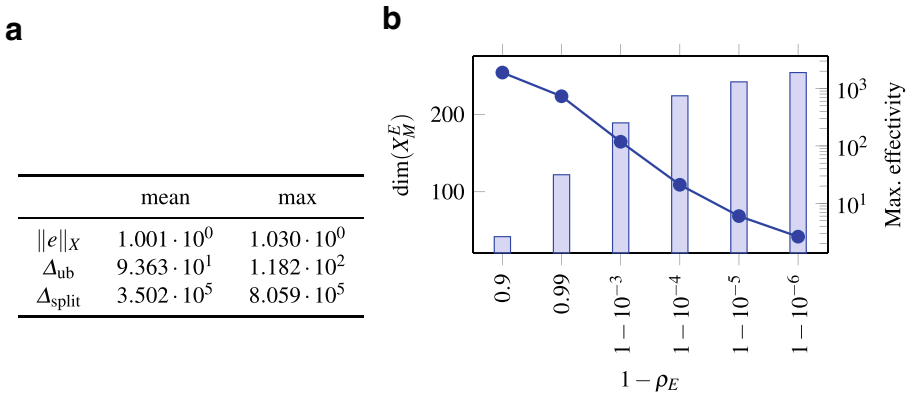 a
mean max
‖e‖_X 1.001 · 10^0 1.030 · 10^0
Δ_ub 9.363 · 10^1 1.182 · 10^2
Δ_split 3.502 · 10^5 8.059 · 10^5
b
dim(X_M^E)
200
100
10^3
10^2
10^1
Max. effectivity
0.9
0.99
1 − 10^−3
1 − 10^−4
1 − 10^−5
1 − 10^−6
1 − ρ_E